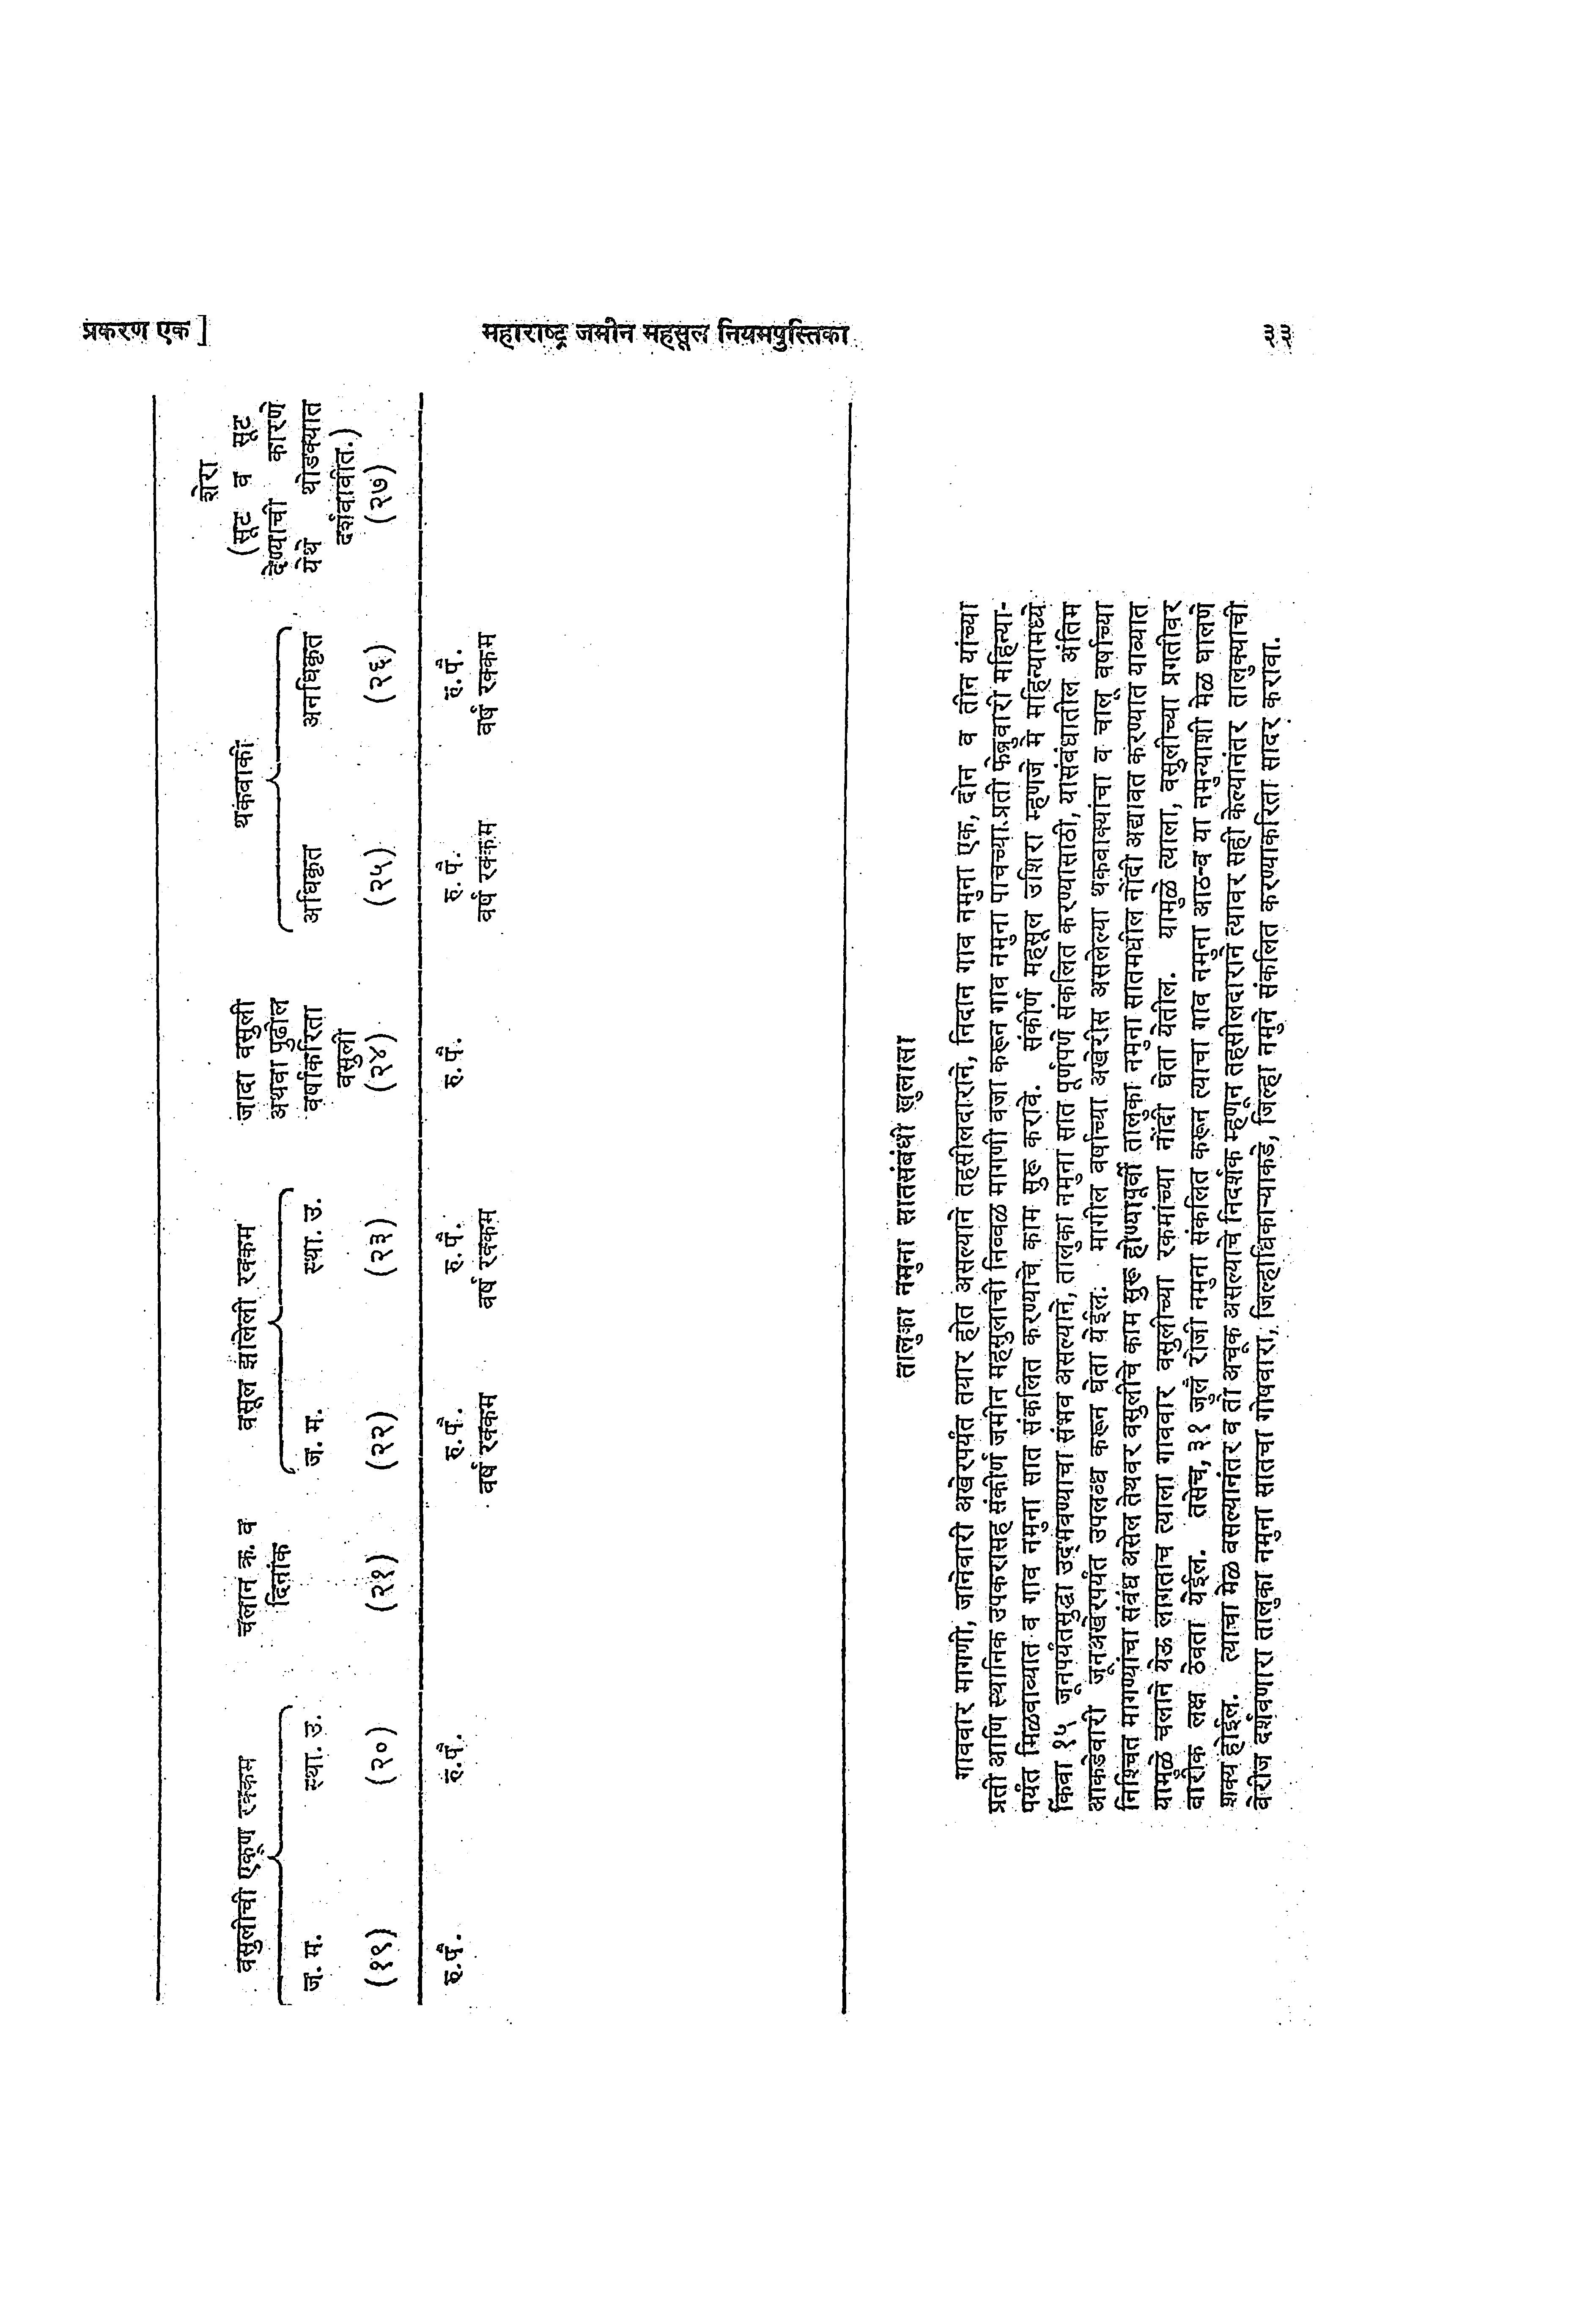 प्रकरण एक ]
महाराष्ट्र जमीन महसूल नियमपुस्तिका
३३
वसुलीची एकूण रक्कम
ज. म.
स्था. उ.
(१९)
(२०)
चलान क्र. व
दिनांक
(२१)
वसूल झालेली रक्कम
ज. म.
स्था. उ.
(२२)
(२३)
जादा वसुली
अथवा पुढील
वर्षाकरिता
वसुली
(२४)
थकबाकी
अधिकृत
अनधिकृत
(२५)
(२६)
शेरा
(सूट व सूट
देण्याची कारणे
येथे थोडक्यात
दर्शवावीत.)
(२७)
रु.पै.
रु.पै.
रु.पै.
वर्ष रक्कम
रु.पै.
वर्ष रक्कम
रु.पै.
रु.पै.
वर्ष रक्कम
रु.पै.
वर्ष रक्कम
तालुका नमुना सातसंबंधी खुलासा
गाववार मागणी, जानेवारी अखेरपर्यंत तयार होत असल्याने तहसीलदाराने, निदान गाव नमुना एक, दोन व तीन यांच्या
प्रती आणि स्थानिक उपकरासह संकीर्ण जमीन महसुलाची निव्वळ मागणी वजा करून गाव नमुना पाचच्या प्रती फेब्रुवारी महिन्या-
पर्यंत मिळवाव्यात व गाव नमुना सात संकलित करण्याचे काम सुरू करावे. संकीर्ण महसूल उशिरा म्हणजे मे महिन्यामध्ये
किंवा १५ जूनपर्यंतसुद्धा उद्भवण्याचा संभव असल्याने, तालुका नमुना सात पूर्णपणे संकलित करण्यासाठी, यासंबंधातील अंतिम
आकडेवारी जूनअखेरपर्यंत उपलब्ध करून घेता येईल. मागील वर्षाच्या अखेरीस असलेल्या थकबाक्यांचा व चालू वर्षाच्या
निश्चित मागण्यांचा संबंध असेल तेथवर वसुलीचे काम सुरू होण्यापूर्वी तालुका नमुना सातमधील नोंदी अद्यावत करण्यात याव्यात
यामुळे चलाने येऊ लागताच त्याला गाववार वसुलीच्या रकमांच्या नोंदी घेता येतील. यामुळे त्याला, वसुलीच्या प्रगतीवर
बारीक लक्ष ठेवता येईल. तसेच, ३१ जुलै रोजी नमुना संकलित करून त्याचा गाव नमुना आठ-ब या नमुन्याशी मेळ घालणे
शक्य होईल. त्याचा मेळ बसल्यानंतर व तो अचूक असल्याचे निदर्शक म्हणून तहसीलदाराने त्यावर सही केल्यानंतर तालुक्याची
बेरीज दर्शवणारा तालुका नमुना सातचा गोषवारा, जिल्हाधिकाऱ्याकडे, जिल्हा नमुने संकलित करण्याकरिता सादर करावा.